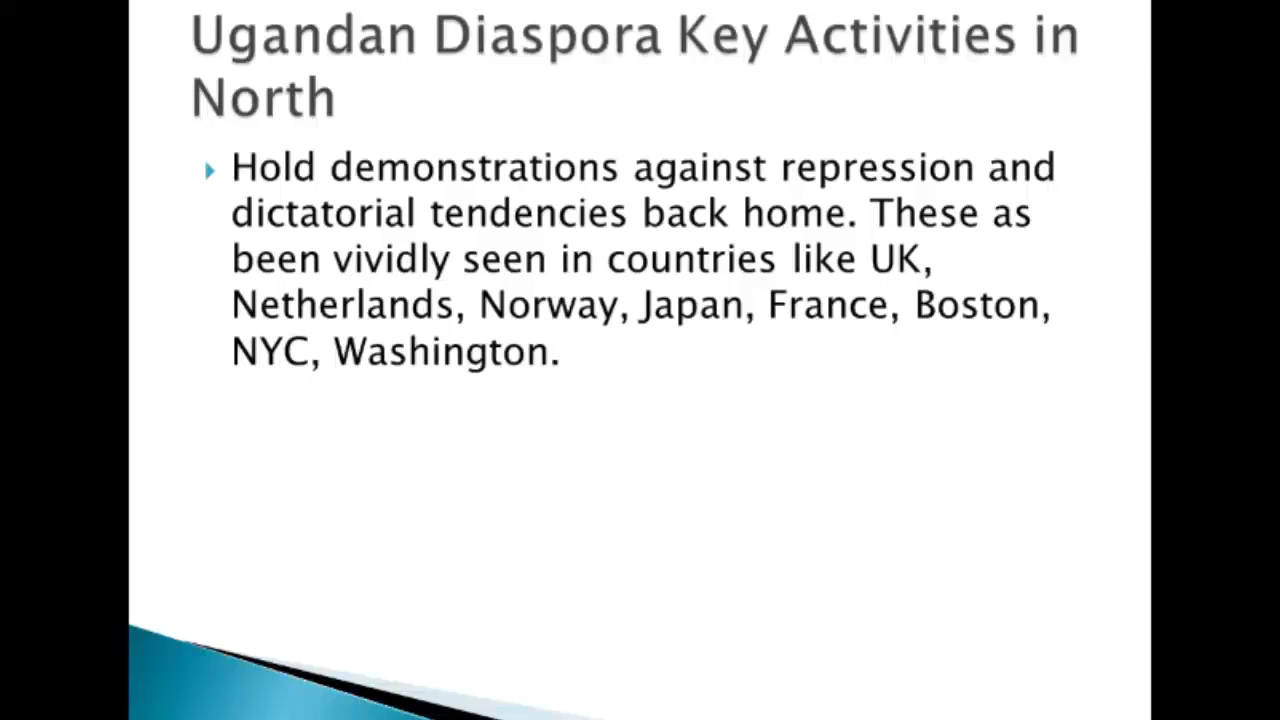 Ugandan Diaspora Key Activities in
North
Hold demonstrations against repression and
dictatorial tendencies back home. These as
been vividly seen in countries like UK,
Netherlands, Norway, Japan, France, Boston,
NYC, Washington.